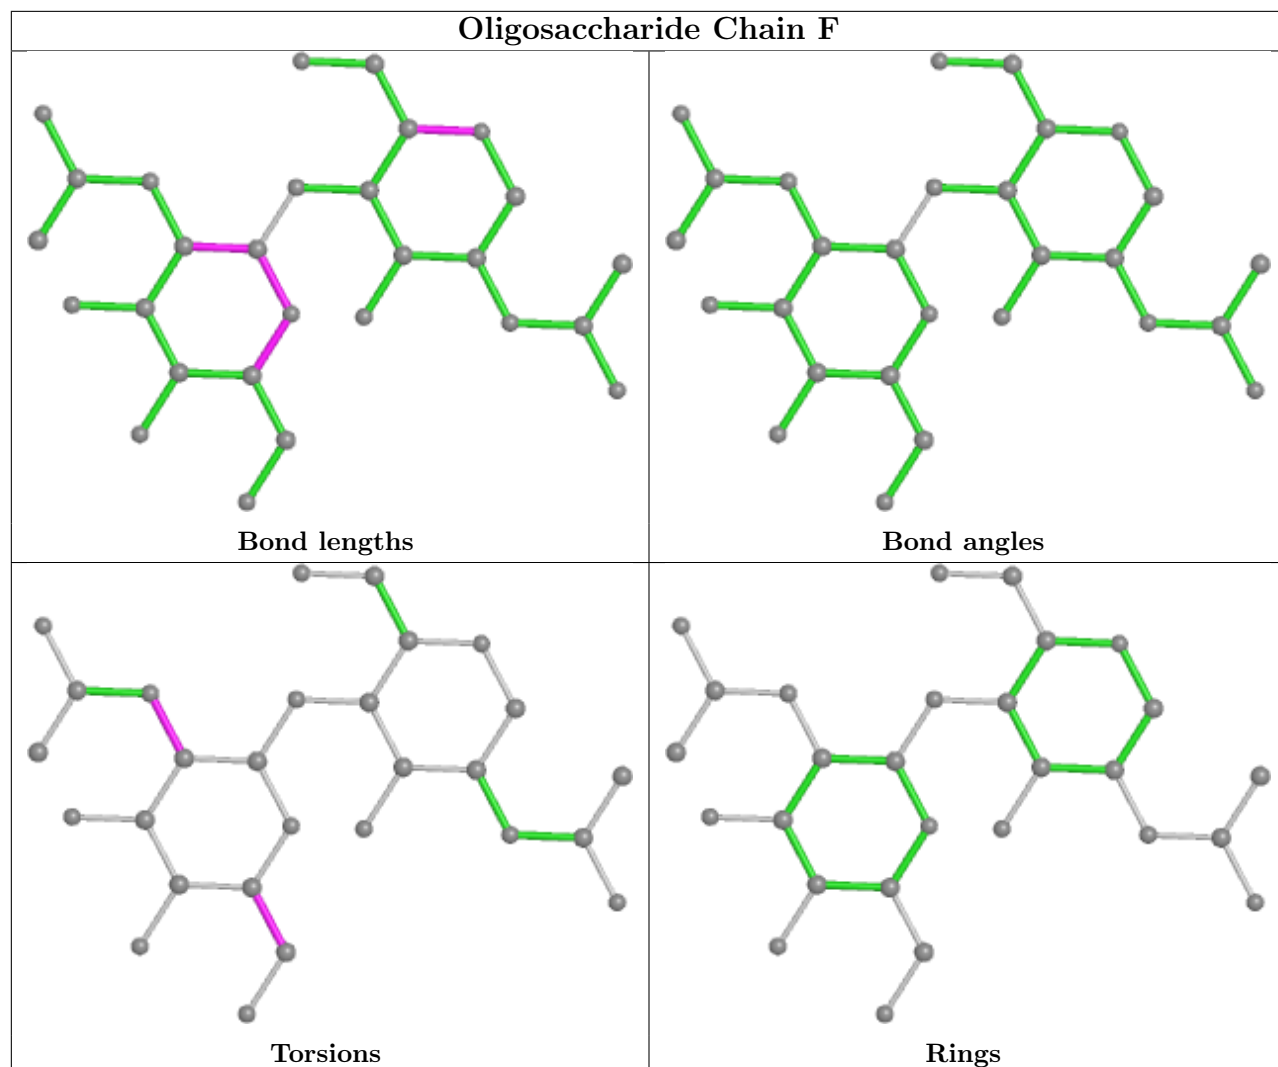 Oligosaccharide Chain F
Bond lengths
Bond angles
Torsions
Rings